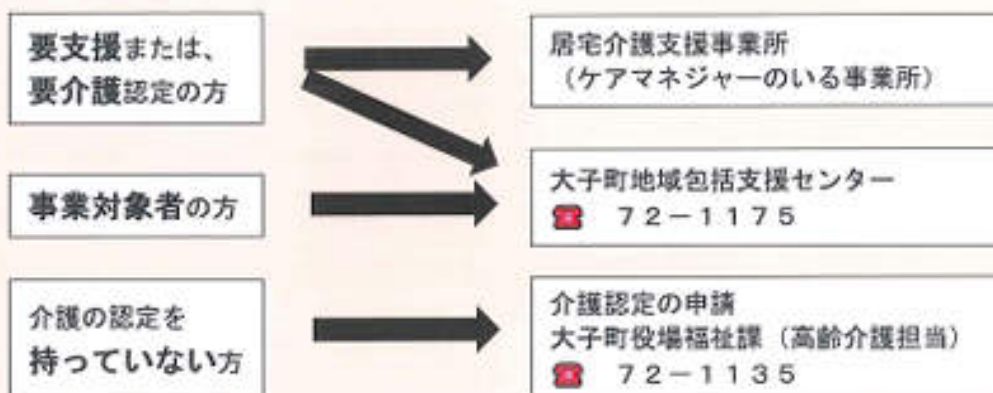 要支援または、
要介護認定の方
居宅介護支援事業所
（ケアマネジャーのいる事業所）
事業対象者の方
大子町地域包括支援センター
☎ ７２－１１７５
介護の認定を
持っていない方
介護認定の申請
大子町役場福祉課（高齢介護担当）
☎ ７２－１１３５